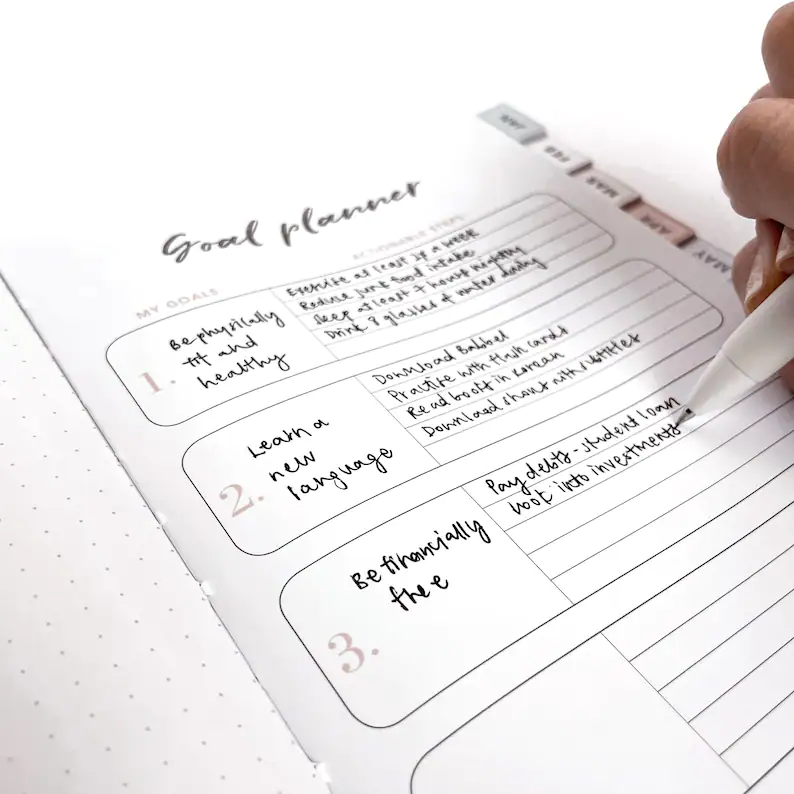 JAN
FEB
MAR
APR
MAY
Goal planner
MY GOALS
ACTIONABLE STEPS
1.
Be physically
fit and
healthy
Exercise at least 3x a week
Reduce junk food intake
Sleep at least 7 hours nightly
Drink 8 glasses of water daily
2.
Learn a
new
language
Download Babbel
Practice with flash cards
Read books in Korean
Download shows with subtitles
3.
Be financially
free
Pay debts - student loan
Look into investments